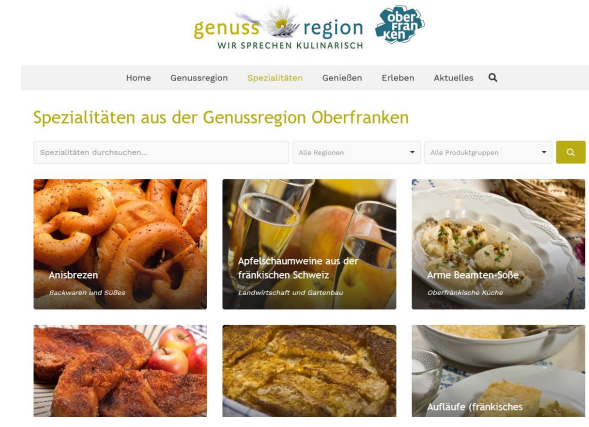 genuss region
WIR SPRECHEN KULINARISCH
ober
fran
ken
Home Genussregion Spezialitäten Genießen Erleben Aktuelles
Spezialitäten aus der Genussregion Oberfranken
Spezialitäten durchsuchen... Alle Regionen Alle Produktgruppen
Anisbrezen
Backwaren und Süßes
Apfelschaumweine aus der
fränkischen Schweiz
Landwirtschaft und Gartenbau
Arme Beamten-Soße
Oberfränkische Küche
Aufläufe (fränkisches